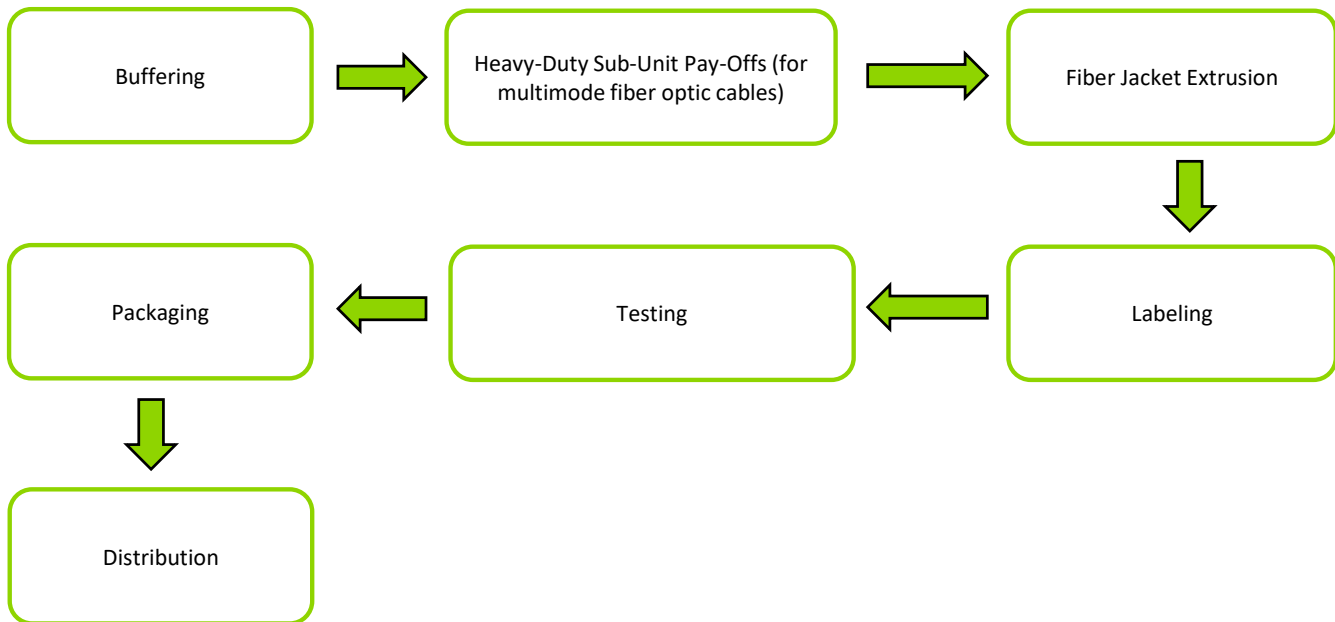 Buffering
Heavy-Duty Sub-Unit Pay-Offs (for
multimode fiber optic cables)
Fiber Jacket Extrusion
Labeling
Testing
Packaging
Distribution